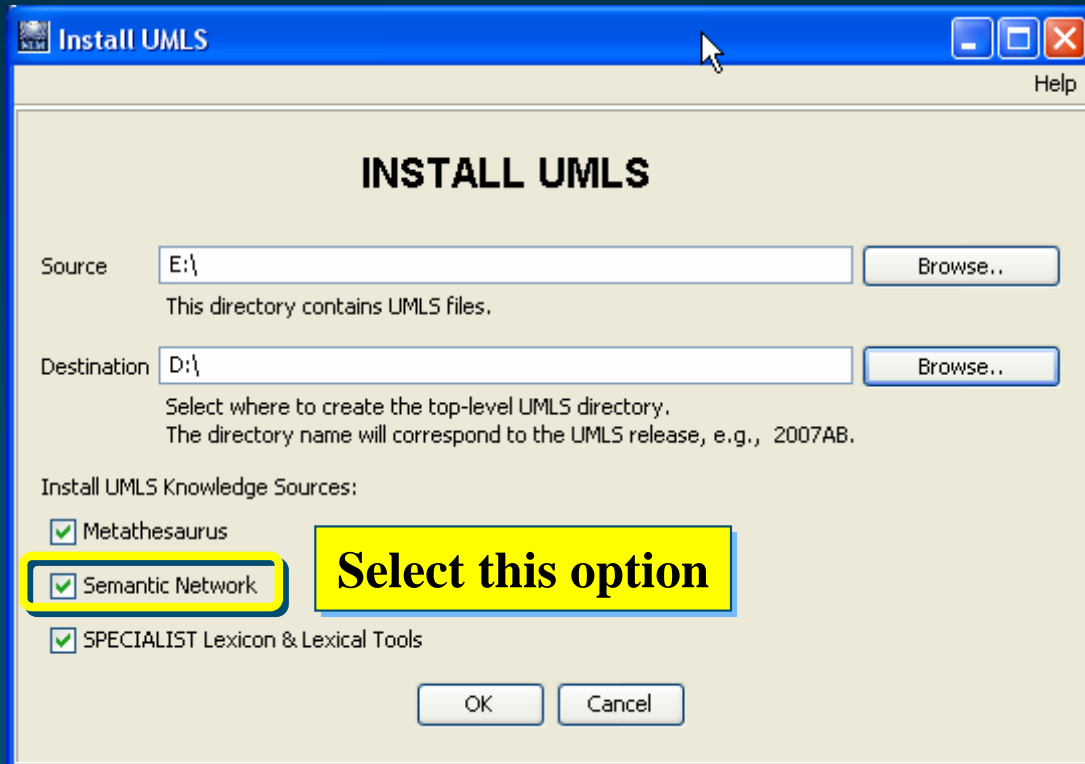 Install UMLS
Help
INSTALL UMLS
Source E:\ Browse..
This directory contains UMLS files.
Destination D:\ Browse..
Select where to create the top-level UMLS directory.
The directory name will correspond to the UMLS release, e.g., 2007AB.
Install UMLS Knowledge Sources:
Metathesaurus
Semantic Network
Select this option
SPECIALIST Lexicon & Lexical Tools
OK Cancel